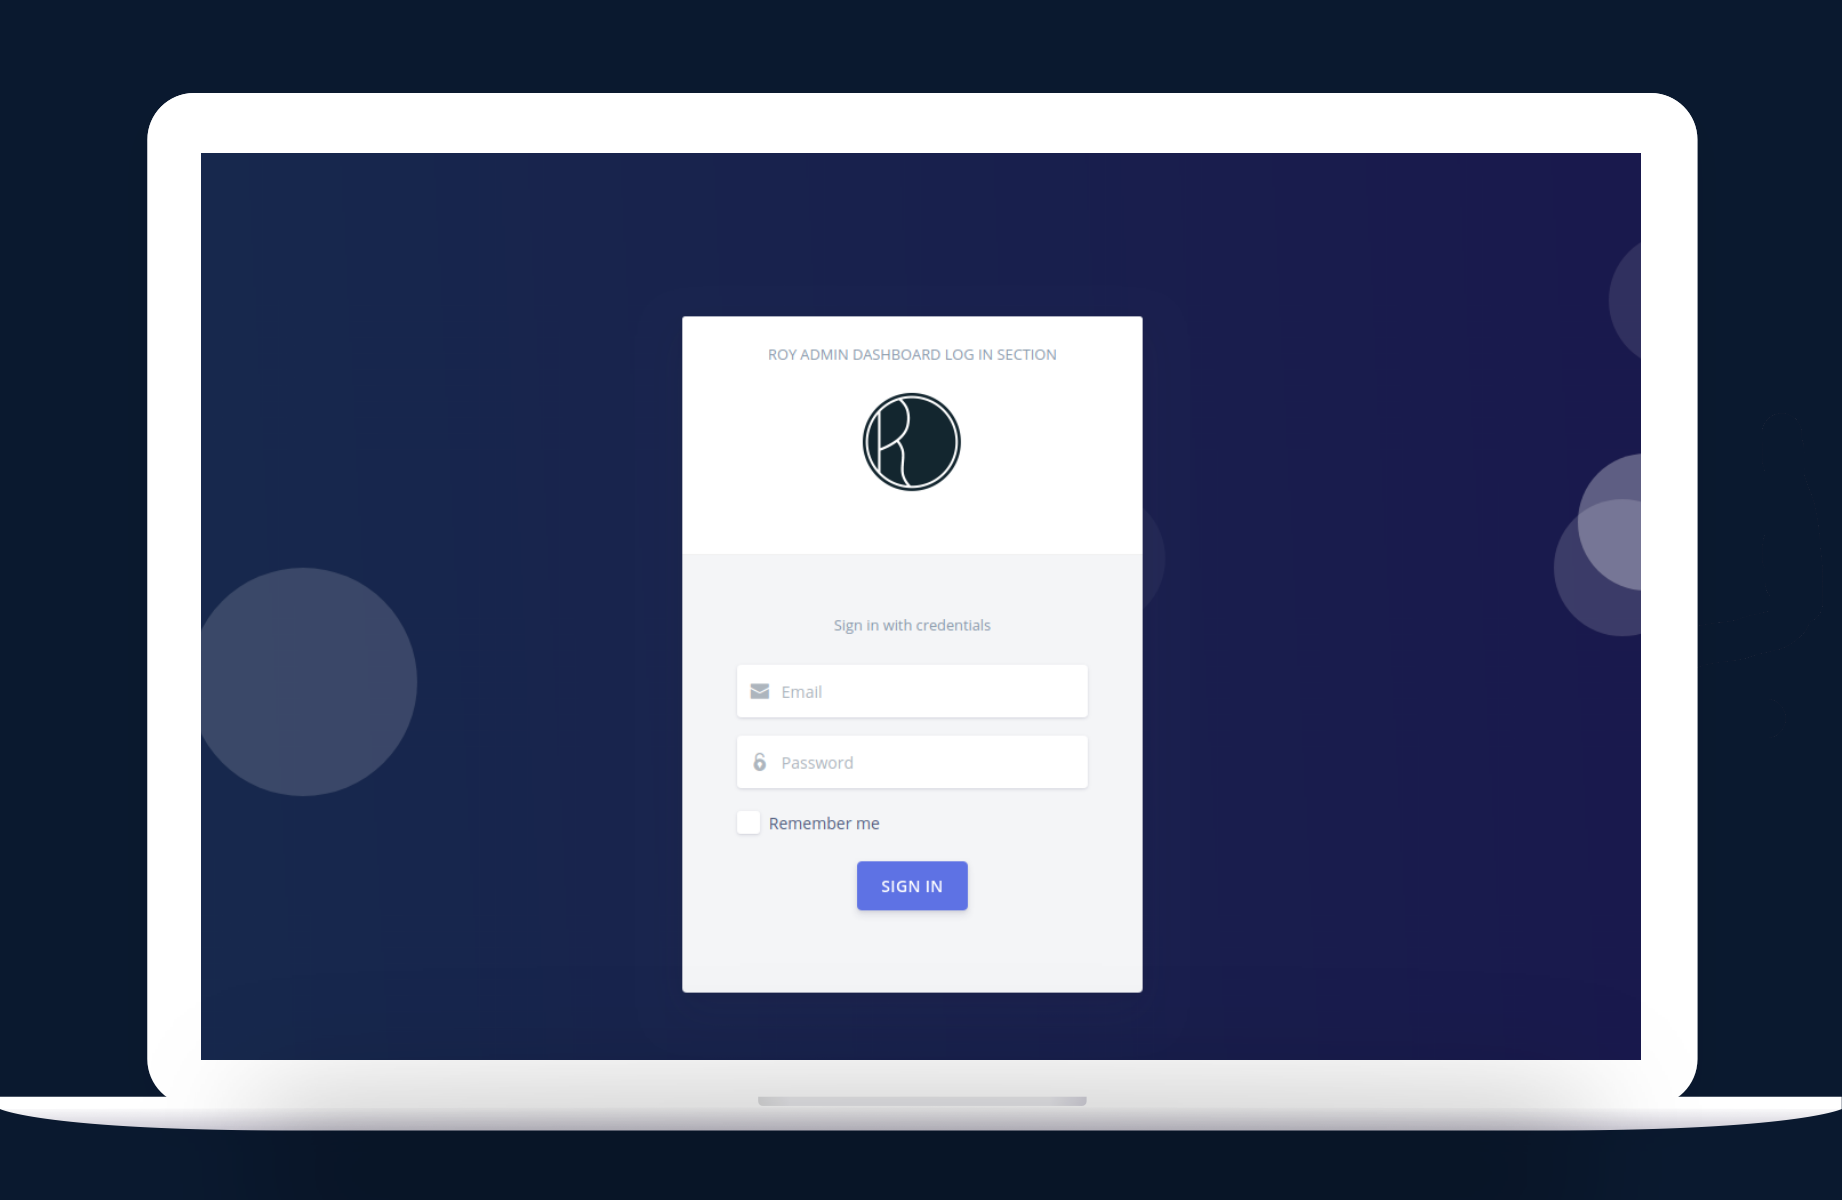 ROY ADMIN DASHBOARD LOG IN SECTION
R
Sign in with credentials
Email
Password
Remember me
SIGN IN